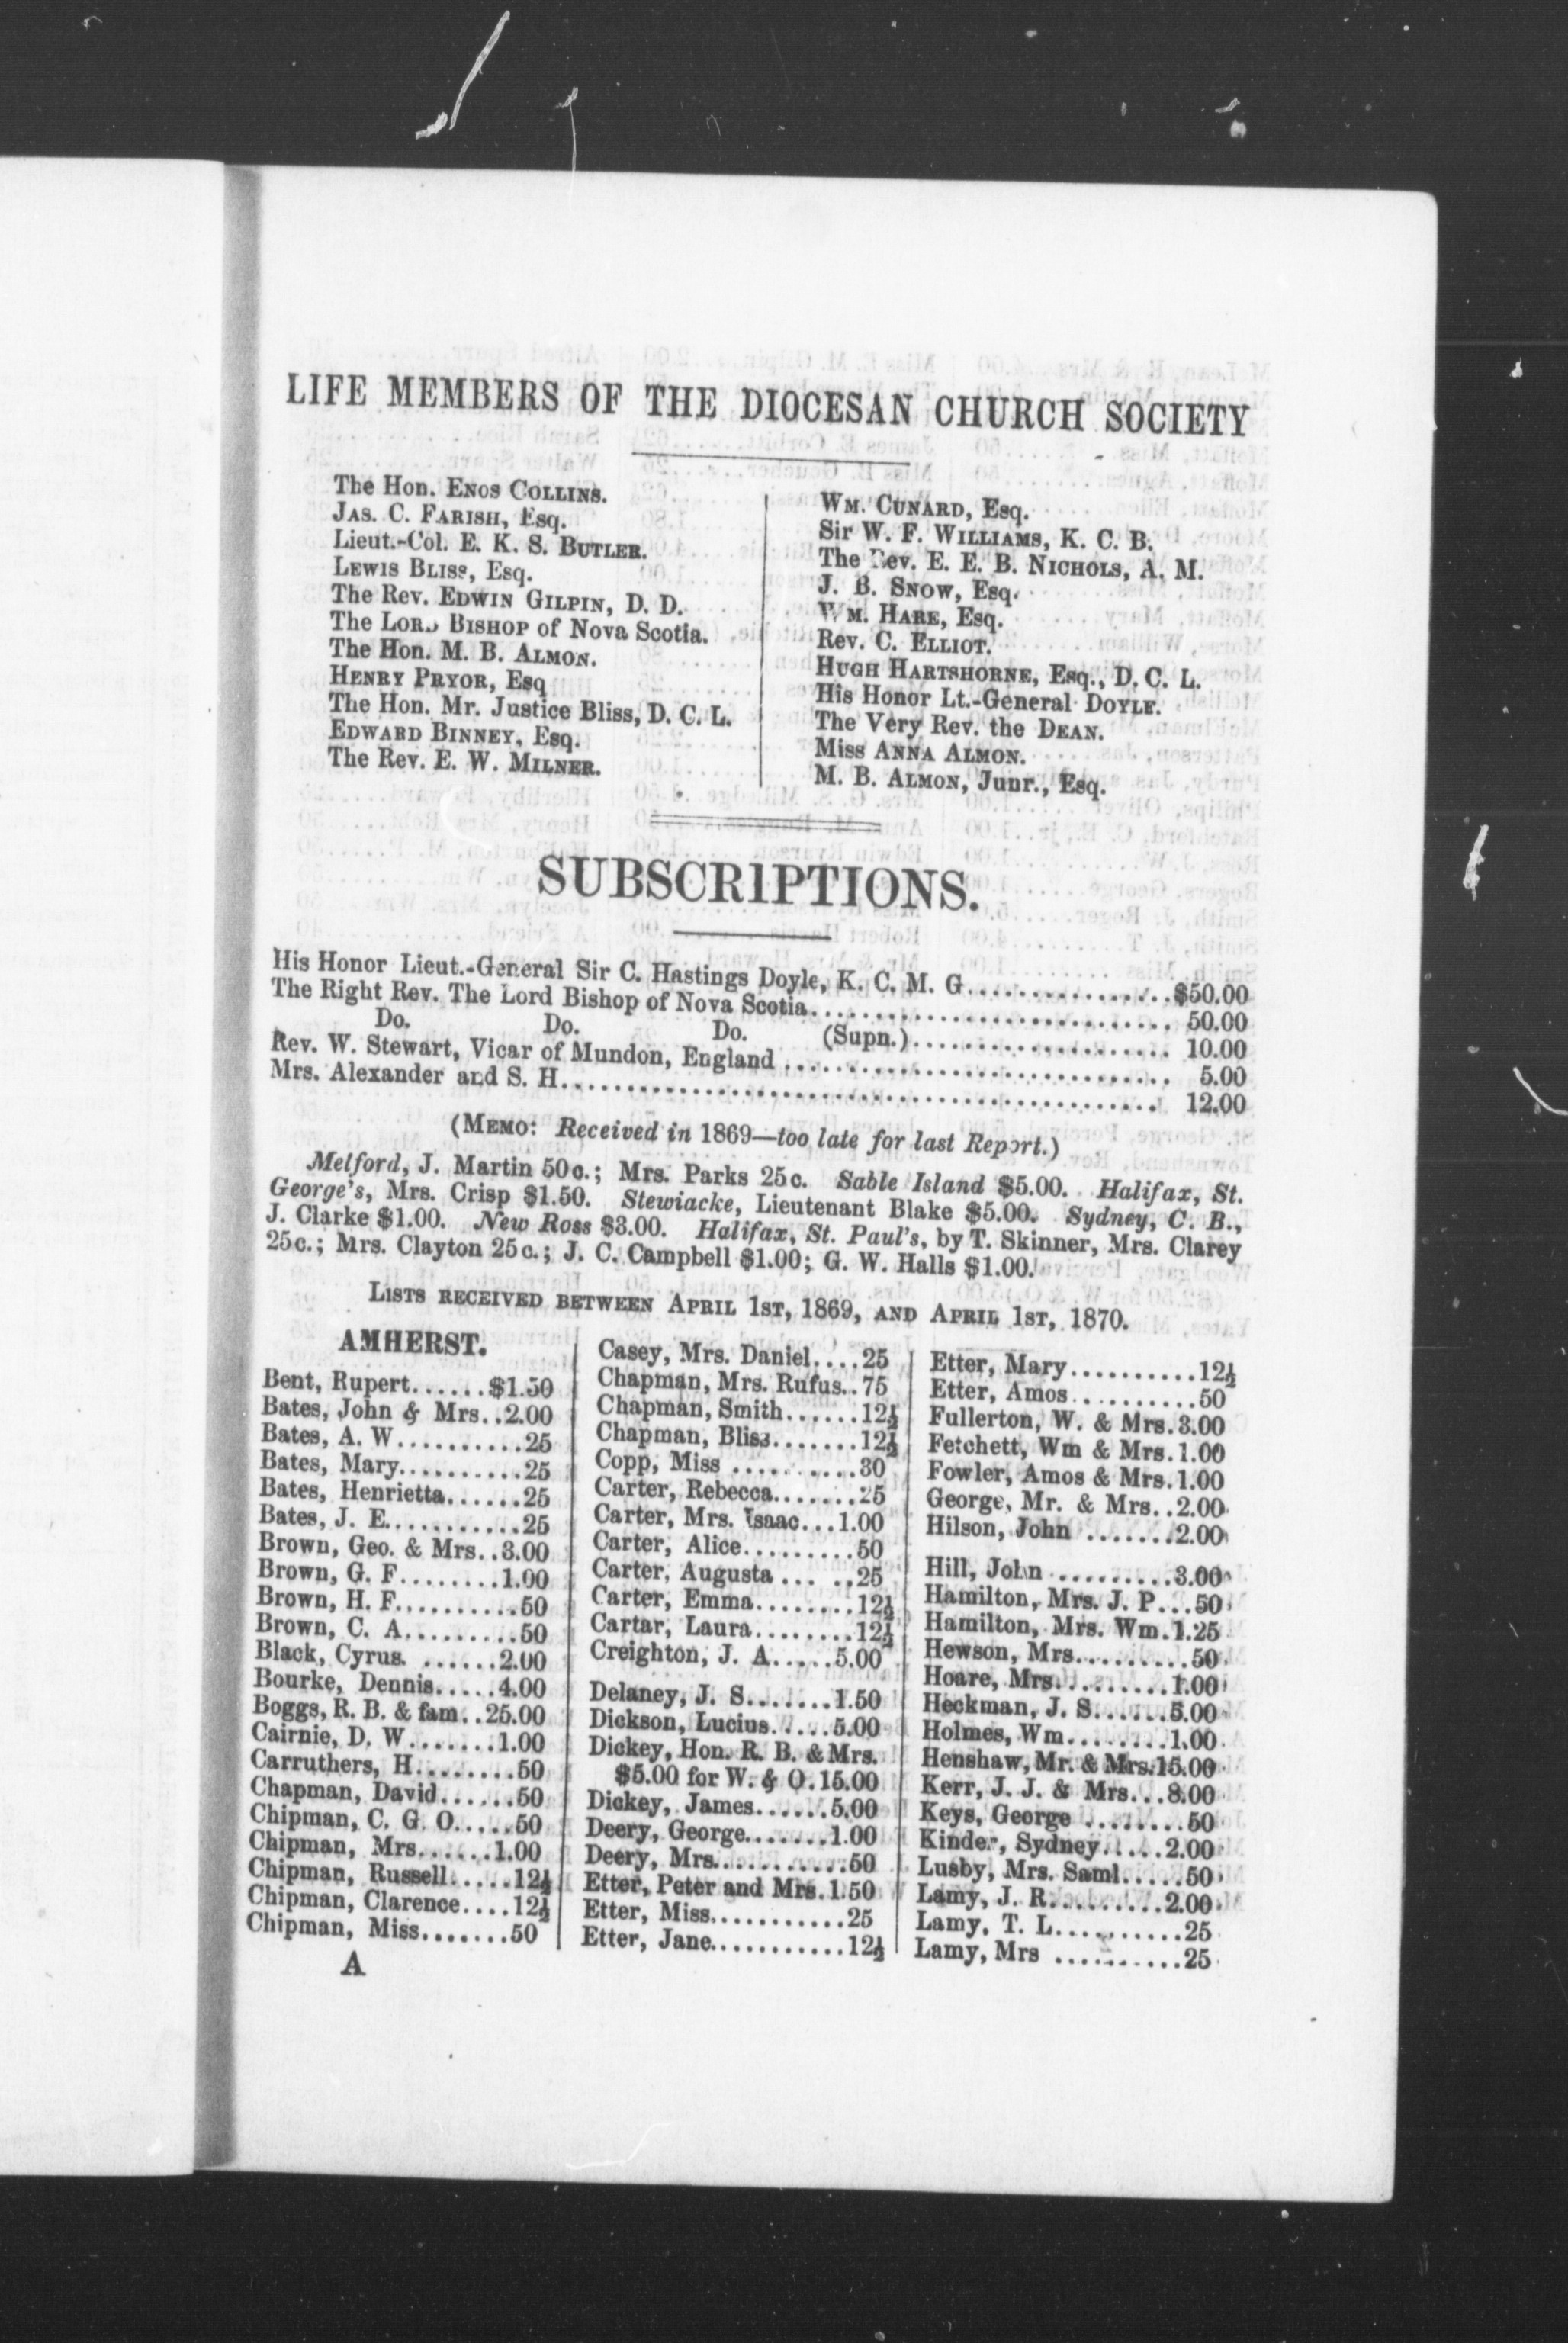 LIFE MEMBERS OF THE DIOCESAN CHURCH SOCIETY
The Hon. ENOS COLLINS.
JAS. C. FARISH, Esq.
Lieut.-Col. E. K. S. BUTLER.
LEWIS BLISS, Esq.
The Rev. EDWIN GILPIN, D. D.
The LORD BISHOP of Nova Scotia.
The Hon. M. B. ALMON.
HENRY PRYOR, Esq
The Hon. Mr. Justice Bliss, D. C. L.
EDWARD BINNEY, Esq.
The Rev. E. W. MILNER.
WM. CUNARD, Esq.
Sir W. F. WILLIAMS, K. C. B.
The Rev. E. E. B. NICHOLS, A. M.
J. B. SNOW, Esq.
WM. HARE, Esq.
Rev. C. ELLIOT.
HUGH HARTSHORNE, Esq., D. C. L.
His Honor Lt.-General DOYLE.
The Very Rev. the DEAN.
Miss ANNA ALMON.
M. B. ALMON, Junr., Esq.
SUBSCRIPTIONS.
His Honor Lieut.-General Sir C. Hastings Doyle, K. C. M. G................$50.00
The Right Rev. The Lord Bishop of Nova Scotia............................ 50.00
Do. Do. Do. (Supn.).................... 10.00
Rev. W. Stewart, Vicar of Mundon, England .............................. 5.00
Mrs. Alexander and S. H.............................................. 12.00
(MEMO: Received in 1869—too late for last Report.)
Melford, J. Martin 50c.; Mrs. Parks 25c. Sable Island $5.00. Halifax, St.
George's, Mrs. Crisp $1.50. Stewiacke, Lieutenant Blake $5.00. Sydney, C. B.,
J. Clarke $1.00. New Ross $3.00. Halifax, St. Paul's, by T. Skinner, Mrs. Clarey
25c.; Mrs. Clayton 25c.; J. C. Campbell $1.00; G. W. Halls $1.00.
LISTS RECEIVED BETWEEN APRIL 1ST, 1869, AND APRIL 1ST, 1870.
AMHERST.
Bent, Rupert......$1.50
Bates, John & Mrs..2.00
Bates, A. W..........25
Bates, Mary..........25
Bates, Henrietta......25
Bates, J. E...........25
Brown, Geo. & Mrs..3.00
Brown, G. F........1.00
Brown, H. F..........50
Brown, C. A.........50
Black, Cyrus. ......2.00
Bourke, Dennis.....4.00
Boggs, R. B. & fam..25.00
Cairnie, D. W.......1.00
Carruthers, H........50
Chapman, David......50
Chipman, C. G. O.....50
Chipman, Mrs......1.00
Chipman, Russell.....12½
Chipman, Clarence....12½
Chipman, Miss.......50
Casey, Mrs. Daniel....25
Chapman, Mrs. Rufus..75
Chapman, Smith......12½
Chapman, Bliss.......12½
Copp, Miss ..........30
Carter, Rebecca.......25
Carter, Mrs. Isaac...1.00
Carter, Alice.........50
Carter, Augusta ... ..25
Carter, Emma........12½
Cartar, Laura........12½
Creighton, J. A.....5.00
Delaney, J. S.......1.50
Dickson, Lucius.....5.00
Dickey, Hon. R. B. & Mrs.
$5.00 for W. & O.15.00
Dickey, James......5.00
Deery, George.......1.00
Deery, Mrs...........50
Etter, Peter and Mrs.1.50
Etter, Miss...........25
Etter, Jane...........12½
Etter, Mary..........12½
Etter, Amos..........50
Fullerton, W. & Mrs.3.00
Fetchett, Wm & Mrs.1.00
Fowler, Amos & Mrs.1.00
George, Mr. & Mrs..2.00
Hilson, John .......2.00
Hill, John ..........3.00
Hamilton, Mrs. J. P...50
Hamilton, Mrs. Wm.1.25
Hewson, Mrs.........50
Hoare, Mrs..........1.00
Heckman, J. S......5.00
Holmes, Wm........1.00
Henshaw, Mr. & Mrs.15.00
Kerr, J. J. & Mrs...8.00
Keys, George ........50
Kinder, Sydney.....2.00
Lusby, Mrs. Saml.....50
Lamy, J. R.........2.00
Lamy, T. L..........25
Lamy, Mrs ..........25
A